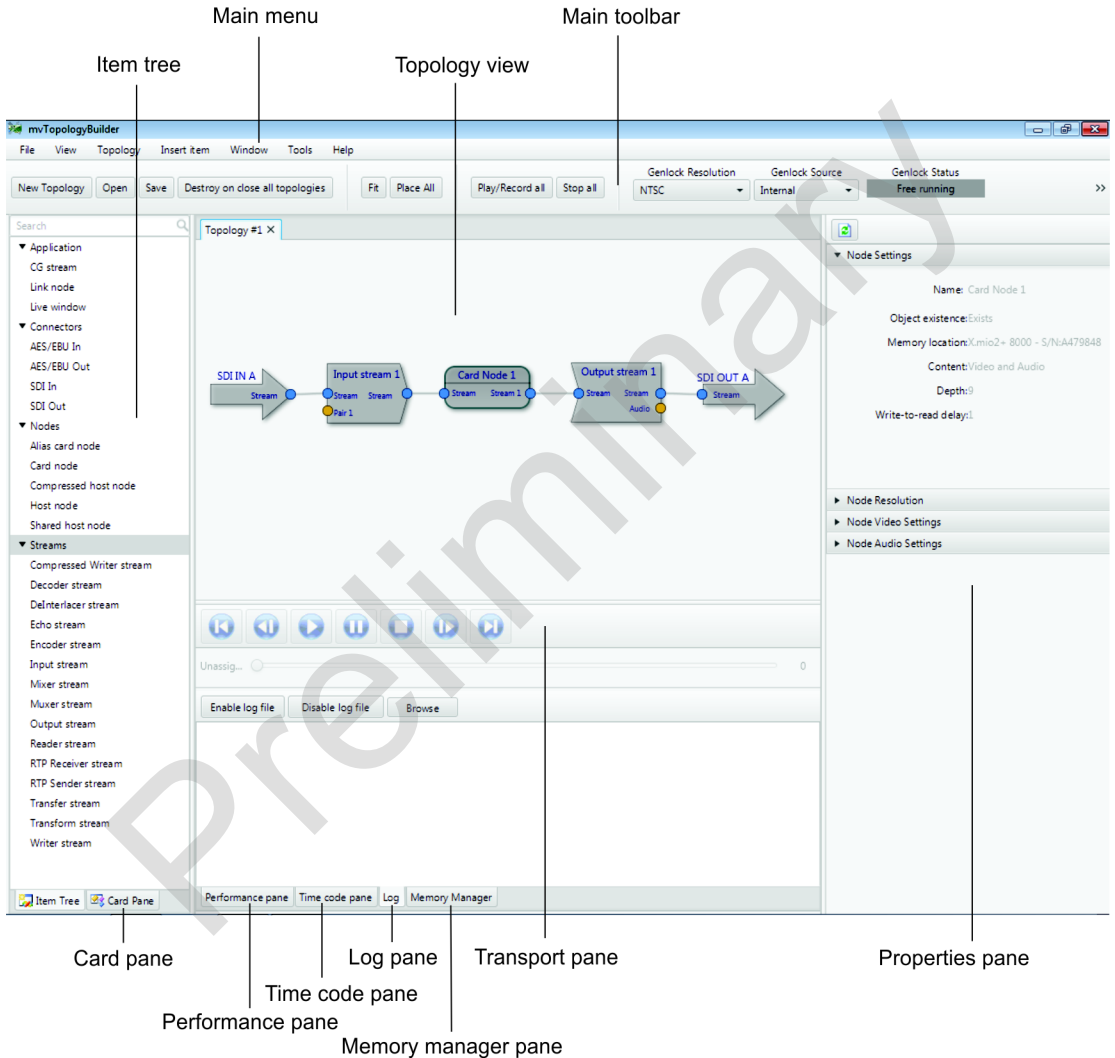 Main menu
Main toolbar
Item tree
Topology view
mvTopologyBuilder
File View Topology Insert item Window Tools Help
New Topology Open Save Destroy on close all topologies Fit Place All Play/Record all Stop all
Genlock Resolution Genlock Source Genlock Status
NTSC Internal Free running >>
Search
Application
CG stream
Link node
Live window
Connectors
AES/EBU In
AES/EBU Out
SDI In
SDI Out
Nodes
Alias card node
Card node
Compressed host node
Host node
Shared host node
Streams
Compressed Writer stream
Decoder stream
DeInterlacer stream
Echo stream
Encoder stream
Input stream
Mixer stream
Muxer stream
Output stream
Reader stream
RTP Receiver stream
RTP Sender stream
Transfer stream
Transform stream
Writer stream
Item Tree Card Pane
Topology #1 X
SDI IN A
Stream
Input stream 1
Stream Stream
Pair 1
Card Node 1
Stream Stream 1
Output stream 1
Stream Stream
Audio
SDI OUT A
Stream
Unassig... 0
Enable log file Disable log file Browse
Performance pane Time code pane Log Memory Manager
Node Settings
Name: Card Node 1
Object existence:Exists
Memory location:X.mio2+ 8000 - S/N:A479848
Content:Video and Audio
Depth:9
Write-to-read delay:1
Node Resolution
Node Video Settings
Node Audio Settings
Preliminary
Card pane
Log pane
Transport pane
Properties pane
Time code pane
Performance pane
Memory manager pane